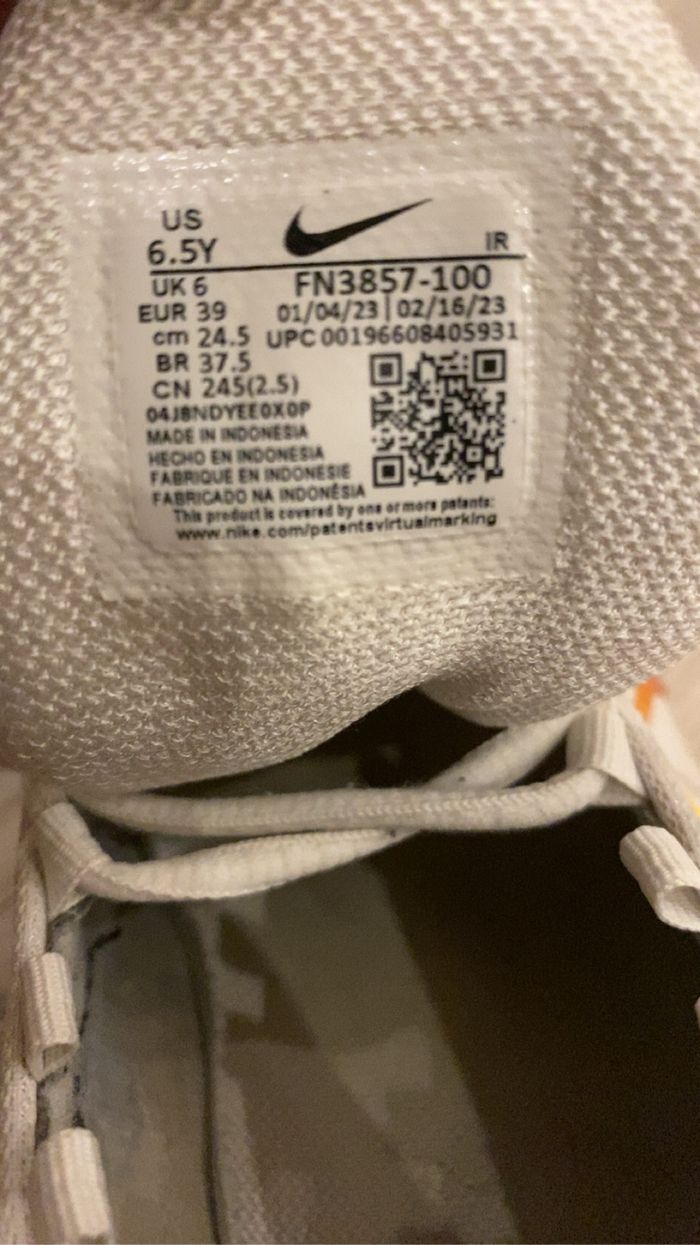 US
6.5Y IR
UK 6 FN3857-100
EUR 39 01/04/23 | 02/16/23
cm 24.5 UPC 00196608405931
BR 37.5
CN 245(2.5)
04J8NDYEE0X0P
MADE IN INDONESIA
HECHO EN INDONESIA
FABRIQUE EN INDONESIE
FABRICADO NA INDONÉSIA
This product is covered by one or more patents:
www.nike.com/patentsvirtualmarking